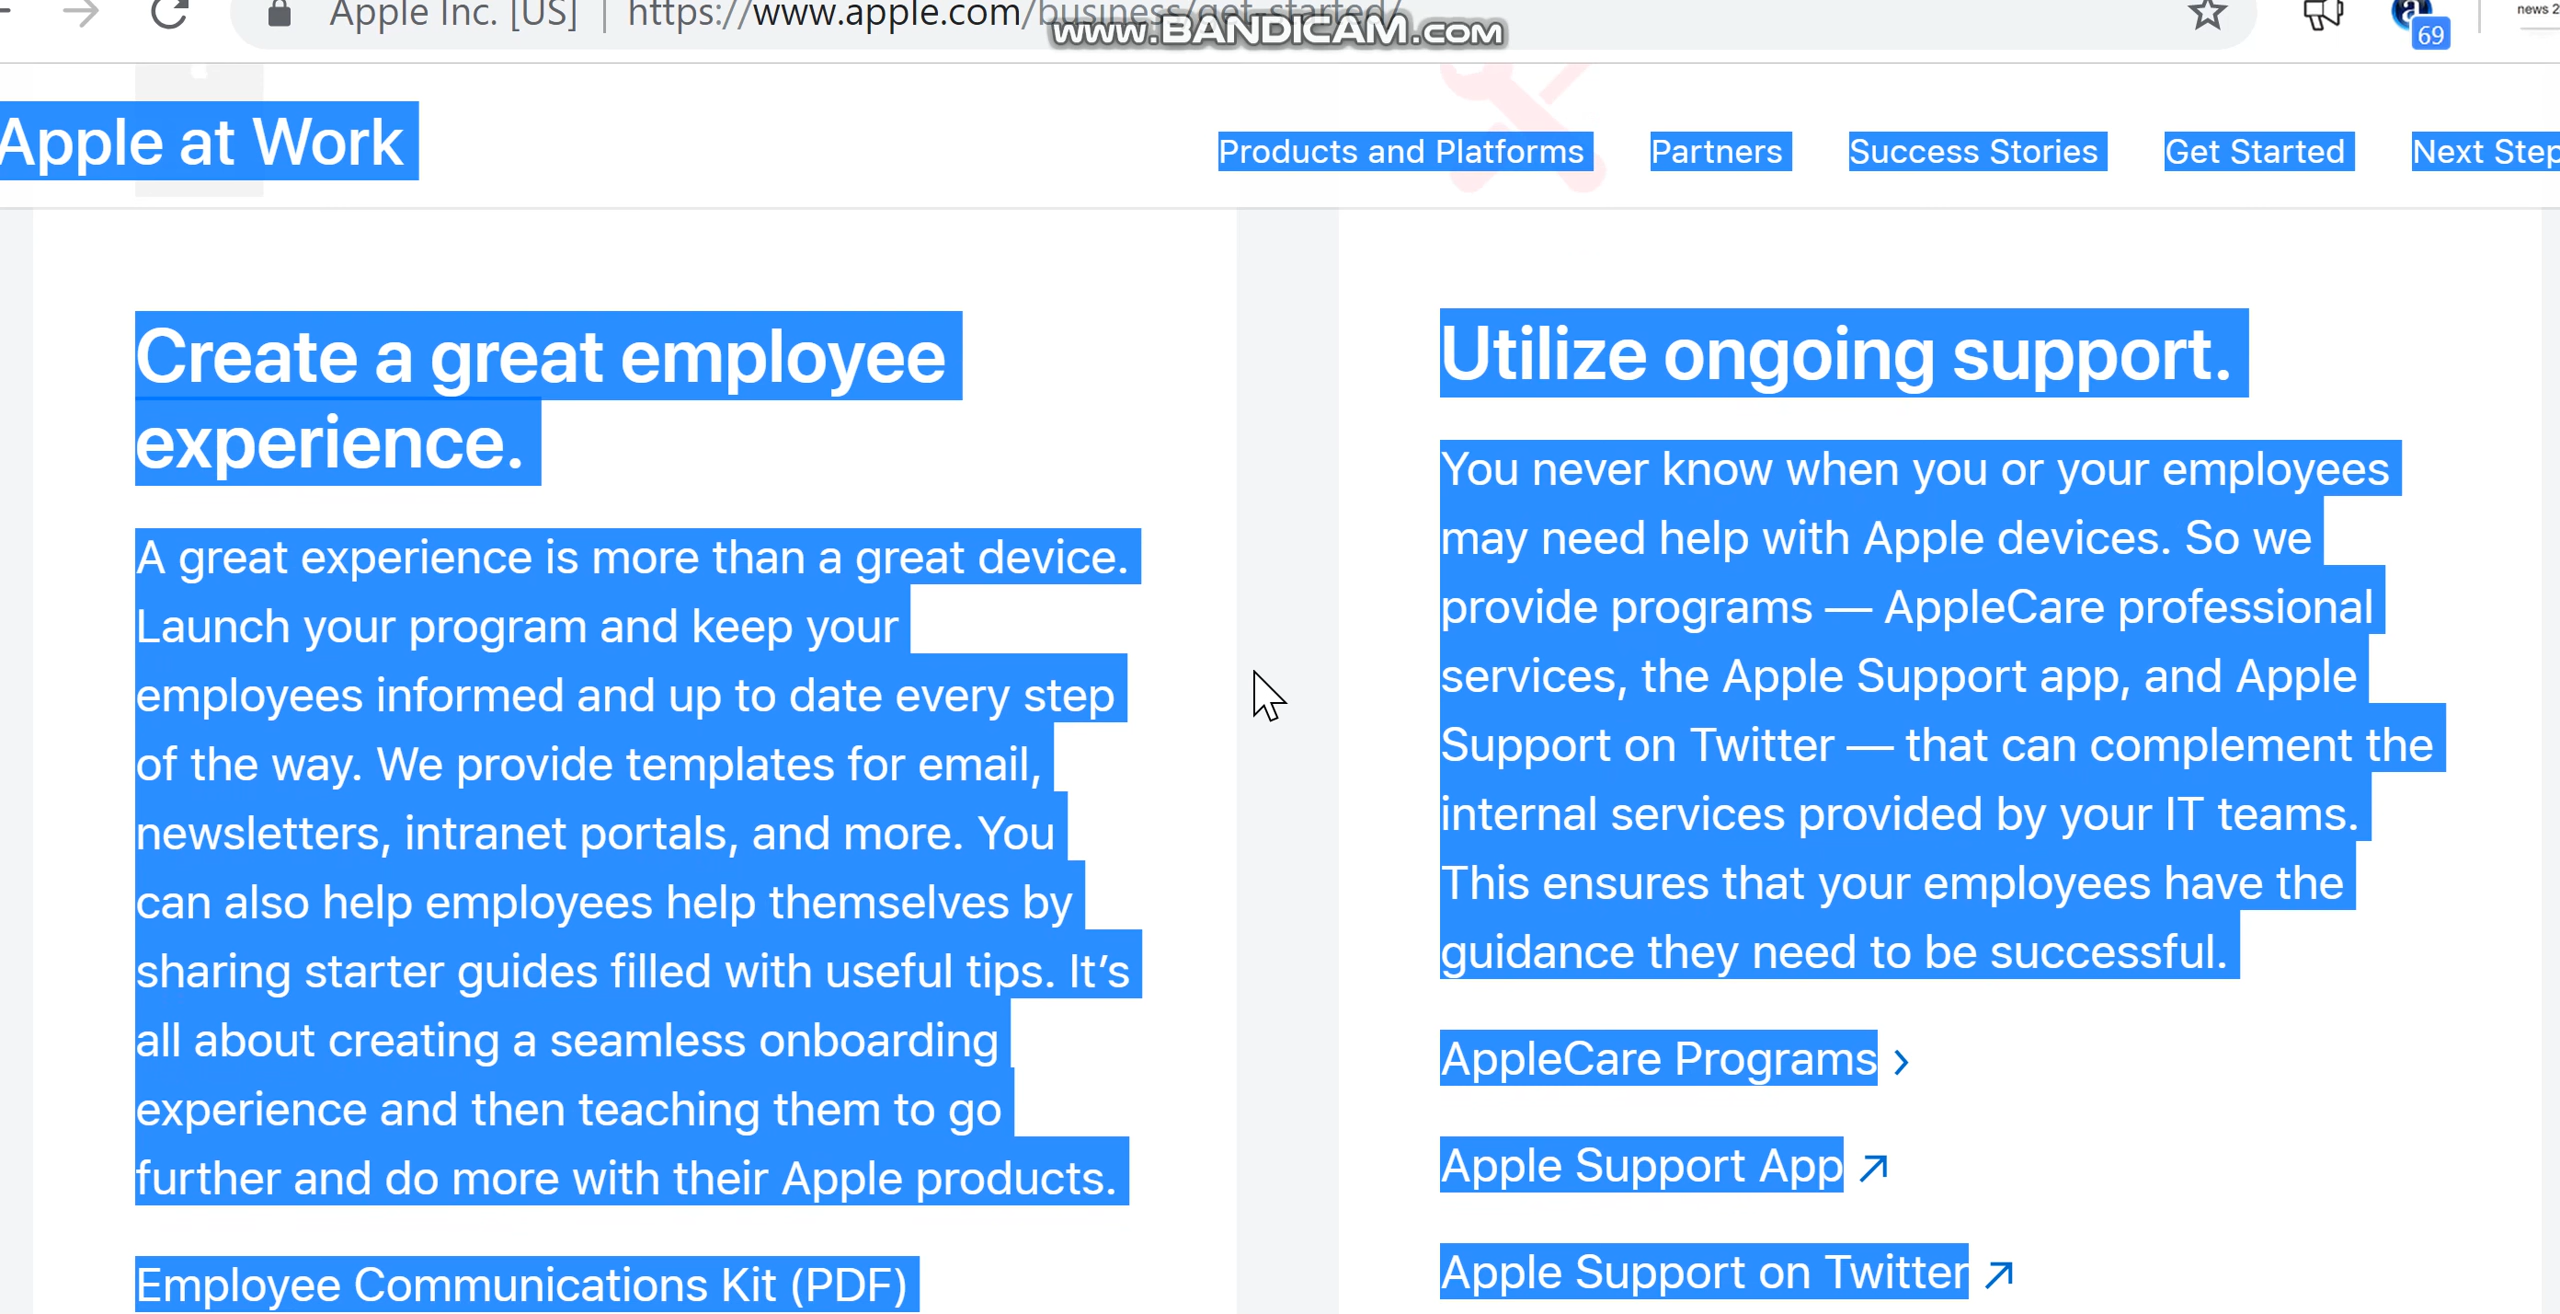 Apple Inc. [US] | https://www.apple.com/business/get-started/
www.BANDICAM.com
69
news 2
Apple at Work
Products and Platforms
Partners
Success Stories
Get Started
Next Step
Create a great employee
experience.
A great experience is more than a great device.
Launch your program and keep your
employees informed and up to date every step
of the way. We provide templates for email,
newsletters, intranet portals, and more. You
can also help employees help themselves by
sharing starter guides filled with useful tips. It’s
all about creating a seamless onboarding
experience and then teaching them to go
further and do more with their Apple products.
Employee Communications Kit (PDF)
Utilize ongoing support.
You never know when you or your employees
may need help with Apple devices. So we
provide programs — AppleCare professional
services, the Apple Support app, and Apple
Support on Twitter — that can complement the
internal services provided by your IT teams.
This ensures that your employees have the
guidance they need to be successful.
AppleCare Programs
Apple Support App
Apple Support on Twitter